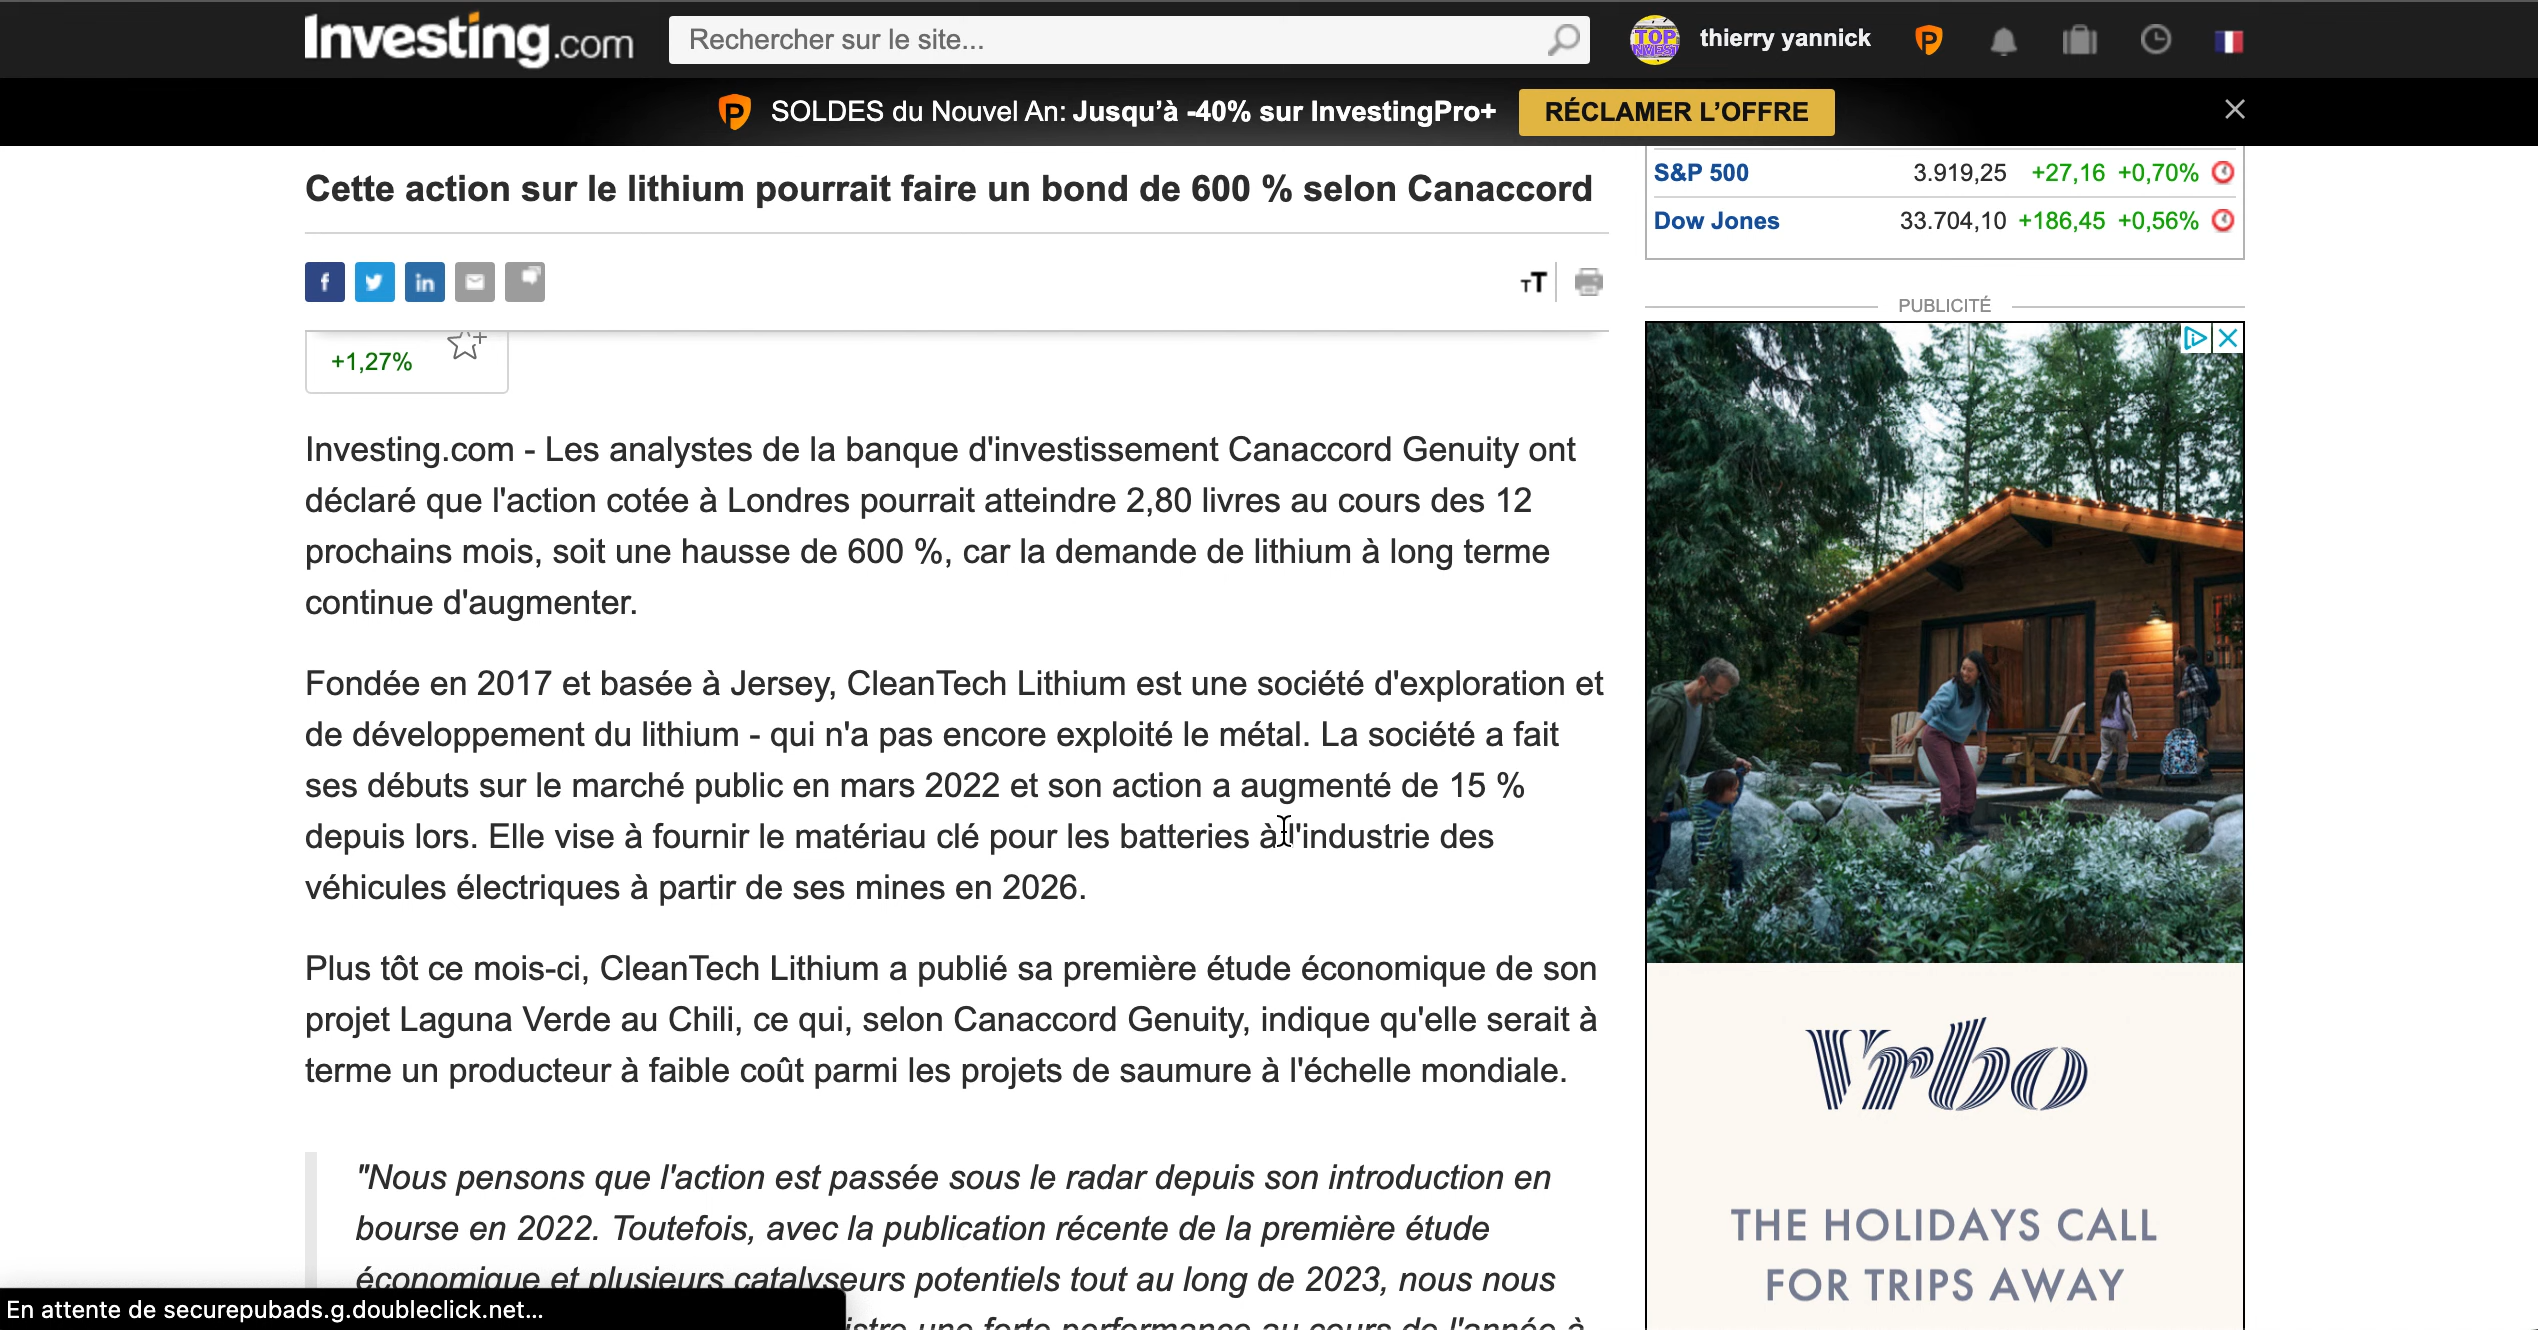 Investing.com
Rechercher sur le site...
TOP
INVEST
thierry yannick
P
P
SOLDES du Nouvel An: Jusqu’à -40% sur InvestingPro+
RÉCLAMER L’OFFRE
Cette action sur le lithium pourrait faire un bond de 600 % selon Canaccord
f
in
TT
+1,27%
Investing.com - Les analystes de la banque d'investissement Canaccord Genuity ont
déclaré que l'action cotée à Londres pourrait atteindre 2,80 livres au cours des 12
prochains mois, soit une hausse de 600 %, car la demande de lithium à long terme
continue d'augmenter.
Fondée en 2017 et basée à Jersey, CleanTech Lithium est une société d'exploration et
de développement du lithium - qui n'a pas encore exploité le métal. La société a fait
ses débuts sur le marché public en mars 2022 et son action a augmenté de 15 %
depuis lors. Elle vise à fournir le matériau clé pour les batteries à l'industrie des
véhicules électriques à partir de ses mines en 2026.
Plus tôt ce mois-ci, CleanTech Lithium a publié sa première étude économique de son
projet Laguna Verde au Chili, ce qui, selon Canaccord Genuity, indique qu'elle serait à
terme un producteur à faible coût parmi les projets de saumure à l'échelle mondiale.
"Nous pensons que l'action est passée sous le radar depuis son introduction en
bourse en 2022. Toutefois, avec la publication récente de la première étude
économique et plusieurs catalyseurs potentiels tout au long de 2023, nous nous
une forte performance au cours de l'année à
En attente de securepubads.g.doubleclick.net...
S&P 500 3.919,25 +27,16 +0,70%
Dow Jones 33.704,10 +186,45 +0,56%
PUBLICITÉ
Vrbo
THE HOLIDAYS CALL
FOR TRIPS AWAY